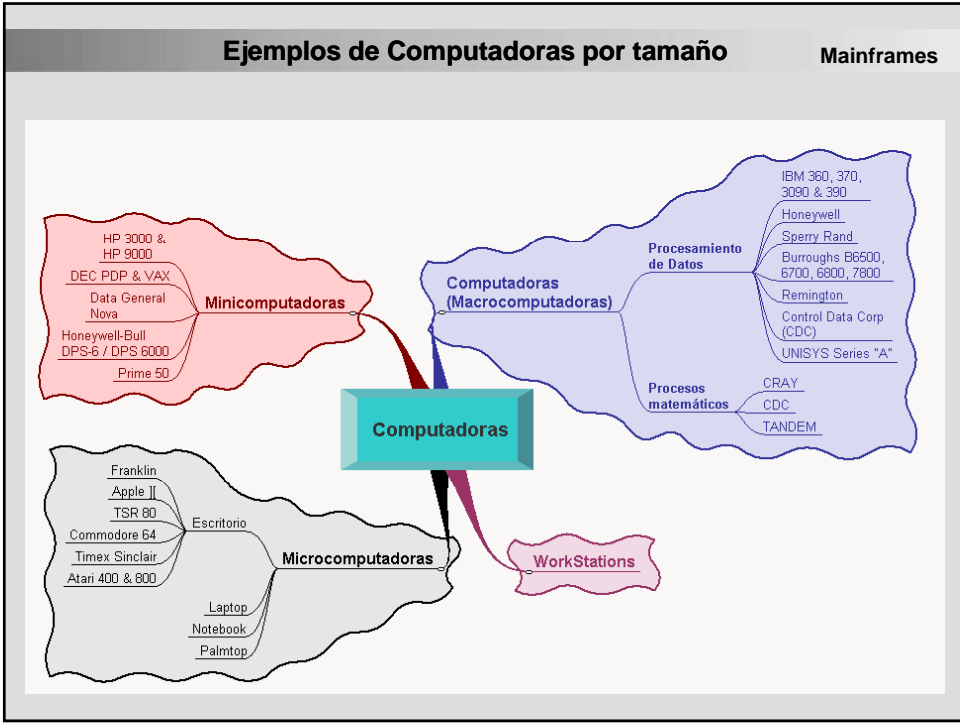 Ejemplos de Computadoras por tamaño
Mainframes
HP 3000 &
HP 9000
DEC PDP & VAX
Data General
Nova
Honeywell-Bull
DPS-6 / DPS 6000
Prime 50
Minicomputadoras
Computadoras
(Macrocomputadoras)
Procesamiento
de Datos
IBM 360, 370,
3090 & 390
Honeywell
Sperry Rand
Burroughs B6500,
6700, 6800, 7800
Remington
Control Data Corp
(CDC)
UNISYS Series "A"
Procesos
matemáticos
CRAY
CDC
TANDEM
Computadoras
Franklin
Apple ][
TSR 80
Commodore 64
Timex Sinclair
Atari 400 & 800
Escritorio
Microcomputadoras
Laptop
Notebook
Palmtop
WorkStations